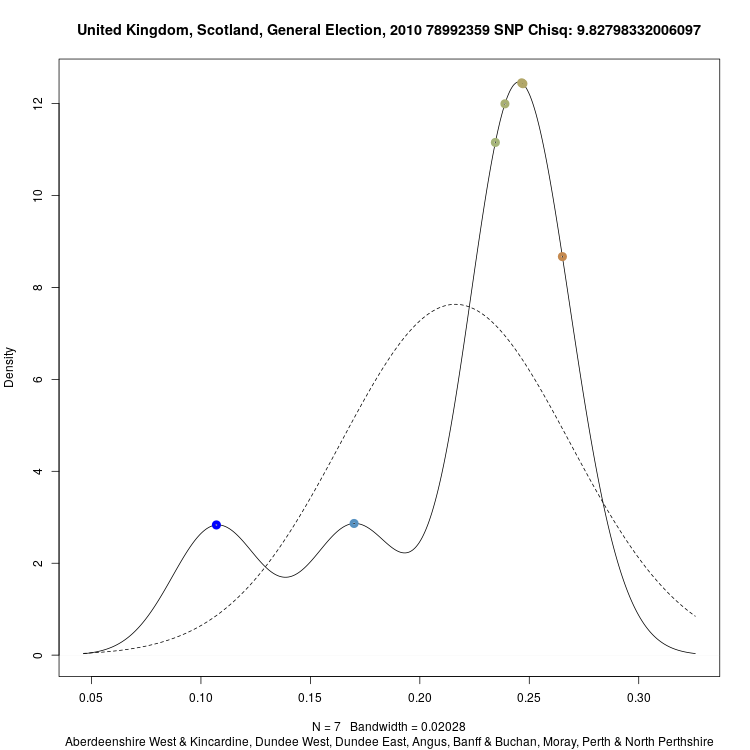 United Kingdom, Scotland, General Election, 2010 78992359 SNP Chisq: 9.82798332006097
12
10
8
6
4
2
0
Density
0.05 0.10 0.15 0.20 0.25 0.30
N = 7 Bandwidth = 0.02028
Aberdeenshire West & Kincardine, Dundee West, Dundee East, Angus, Banff & Buchan, Moray, Perth & North Perthshire